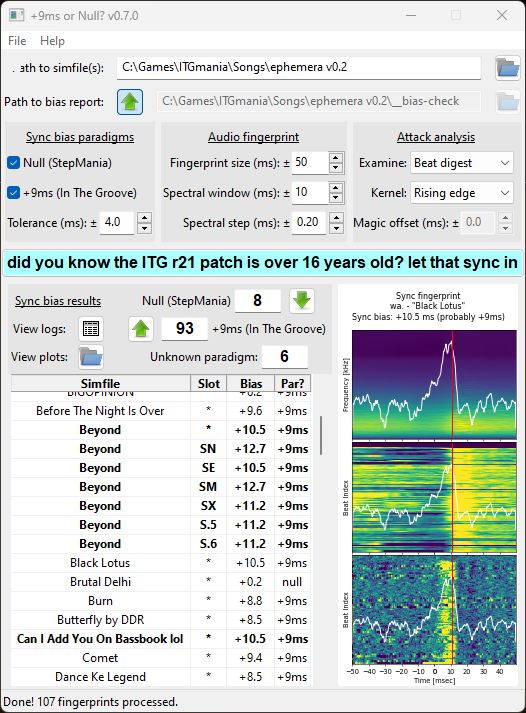 +9ms or Null? v0.7.0
File Help
ath to simfile(s): C:\Games\ITGmania\Songs\ephemera v0.2
Path to bias report: C:\Games\ITGmania\Songs\ephemera v0.2\__bias-check
Sync bias paradigms
Null (StepMania)
+9ms (In The Groove)
Tolerance (ms): ± 4.0
Audio fingerprint
Fingerprint size (ms): ± 50
Spectral window (ms): ± 10
Spectral step (ms): ± 0.20
Attack analysis
Examine: Beat digest
Kernel: Rising edge
Magic offset (ms): ± 0.0
did you know the ITG r21 patch is over 16 years old? let that sync in
Sync bias results Null (StepMania) 8
View logs: 93 +9ms (In The Groove)
View plots: Unknown paradigm: 6
Simfile Slot Bias Par?
BIGOPINION * +8.2 +9ms
Before The Night Is Over * +9.6 +9ms
Beyond * +10.5 +9ms
Beyond SN +12.7 +9ms
Beyond SE +10.5 +9ms
Beyond SM +12.7 +9ms
Beyond SX +11.2 +9ms
Beyond S.5 +11.2 +9ms
Beyond S.6 +11.2 +9ms
Black Lotus * +10.5 +9ms
Brutal Delhi * +0.2 null
Burn * +8.8 +9ms
Butterfly by DDR * +8.5 +9ms
Can I Add You On Bassbook lol * +10.5 +9ms
Comet * +9.4 +9ms
Dance Ke Legend * +8.5 +9ms
Sync fingerprint
wa. - "Black Lotus"
Sync bias: +10.5 ms (probably +9ms)
Frequency [kHz]
Beat Index
Beat Index
-50 -40 -30 -20 -10 0 10 20 30 40 50
Time [msec]
Done! 107 fingerprints processed.